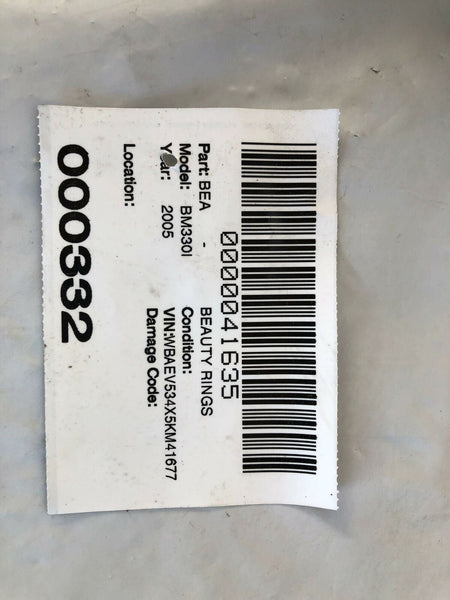 0000041635
Part: BEA - BEAUTY RINGS
Model: BM330I Condition:
Year: 2005 VIN:WBAEV534X5KM41677
Damage Code:
Location:
000332